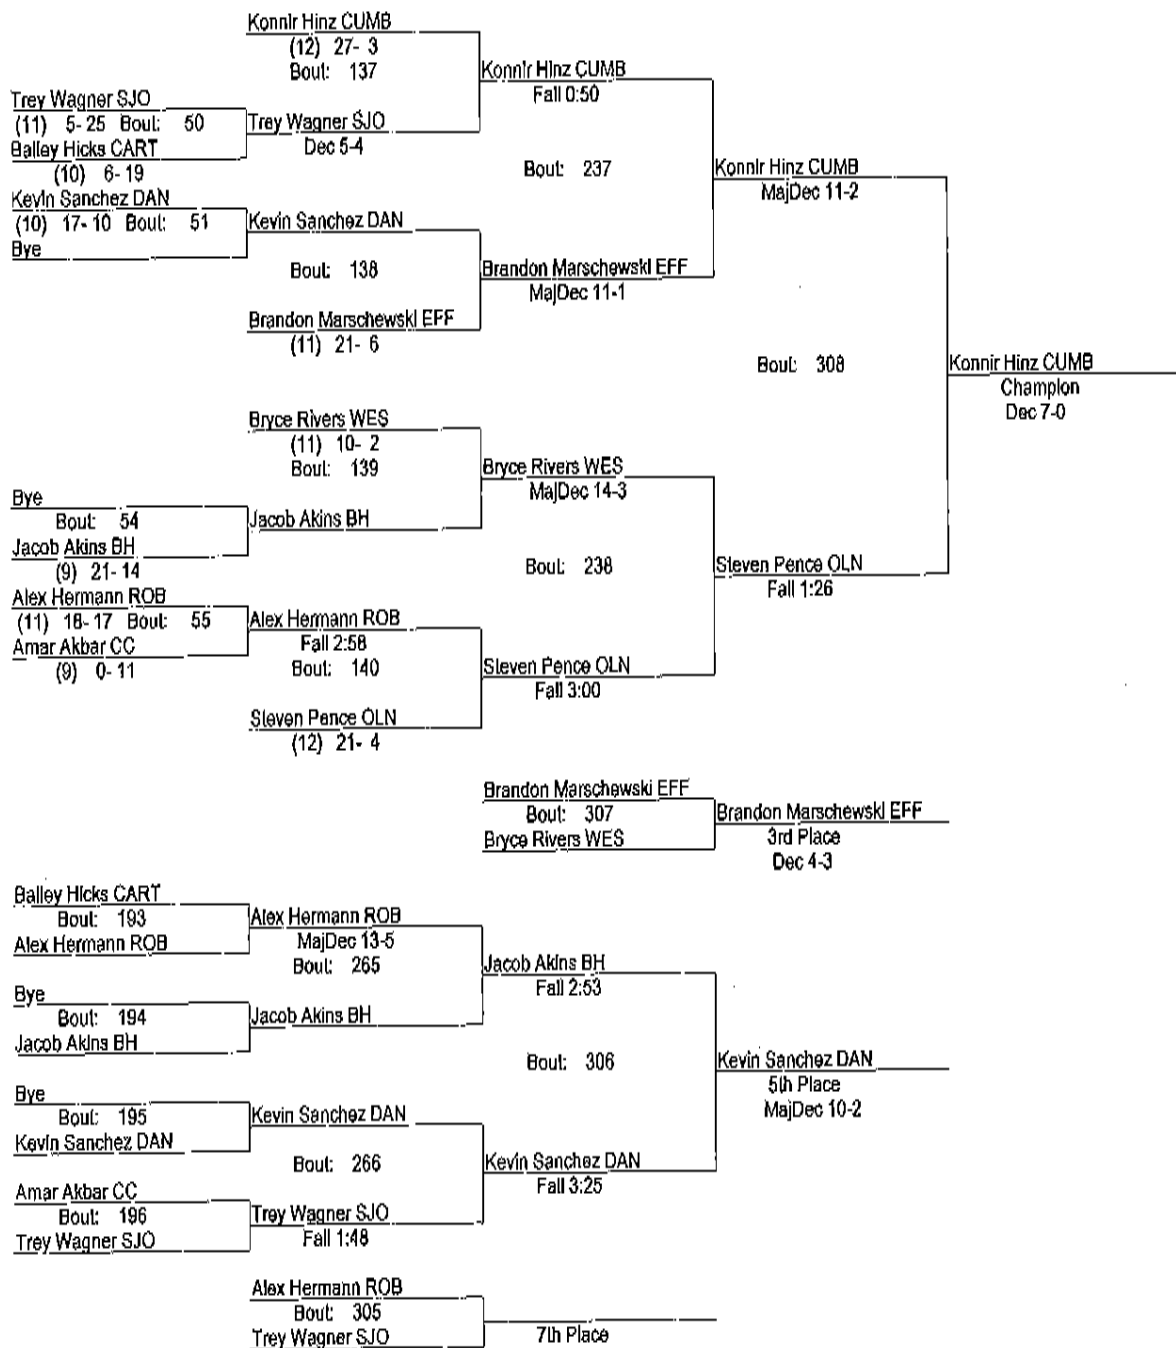 Konnir Hinz CUMB
(12) 27- 3
Bout: 137
Konnir Hinz CUMB
Fall 0:50
Trey Wagner SJO
(11) 5- 25 Bout: 50
Trey Wagner SJO
Dec 5-4
Bailey Hicks CART
(10) 6- 19
Bout: 237
Konnir Hinz CUMB
MajDec 11-2
Kevin Sanchez DAN
(10) 17- 10 Bout: 51
Kevin Sanchez DAN
Bye
Bout: 138
Brandon Marschewski EFF
MajDec 11-1
Brandon Marschewski EFF
(11) 21- 6
Bout: 308
Konnir Hinz CUMB
Champion
Dec 7-0
Bryce Rivers WES
(11) 10- 2
Bout: 139
Bryce Rivers WES
MajDec 14-3
Bye
Bout: 54
Jacob Akins BH
Jacob Akins BH
(9) 21- 14
Bout: 238
Steven Pence OLN
Fall 1:26
Alex Hermann ROB
(11) 18- 17 Bout: 55
Alex Hermann ROB
Fall 2:58
Amar Akbar CC
(9) 0- 11
Bout: 140
Steven Pence OLN
Fall 3:00
Steven Pence OLN
(12) 21- 4
Brandon Marschewski EFF
Bout: 307
Brandon Marschewski EFF
Bryce Rivers WES
3rd Place
Dec 4-3
Bailey Hicks CART
Bout: 193
Alex Hermann ROB
Alex Hermann ROB
MajDec 13-5
Bout: 265
Jacob Akins BH
Fall 2:53
Bye
Bout: 194
Jacob Akins BH
Jacob Akins BH
Bout: 306
Kevin Sanchez DAN
5th Place
MajDec 10-2
Bye
Bout: 195
Kevin Sanchez DAN
Kevin Sanchez DAN
Bout: 266
Kevin Sanchez DAN
Fall 3:25
Amar Akbar CC
Bout: 196
Trey Wagner SJO
Trey Wagner SJO
Fall 1:48
Alex Hermann ROB
Bout: 305
Trey Wagner SJO
7th Place